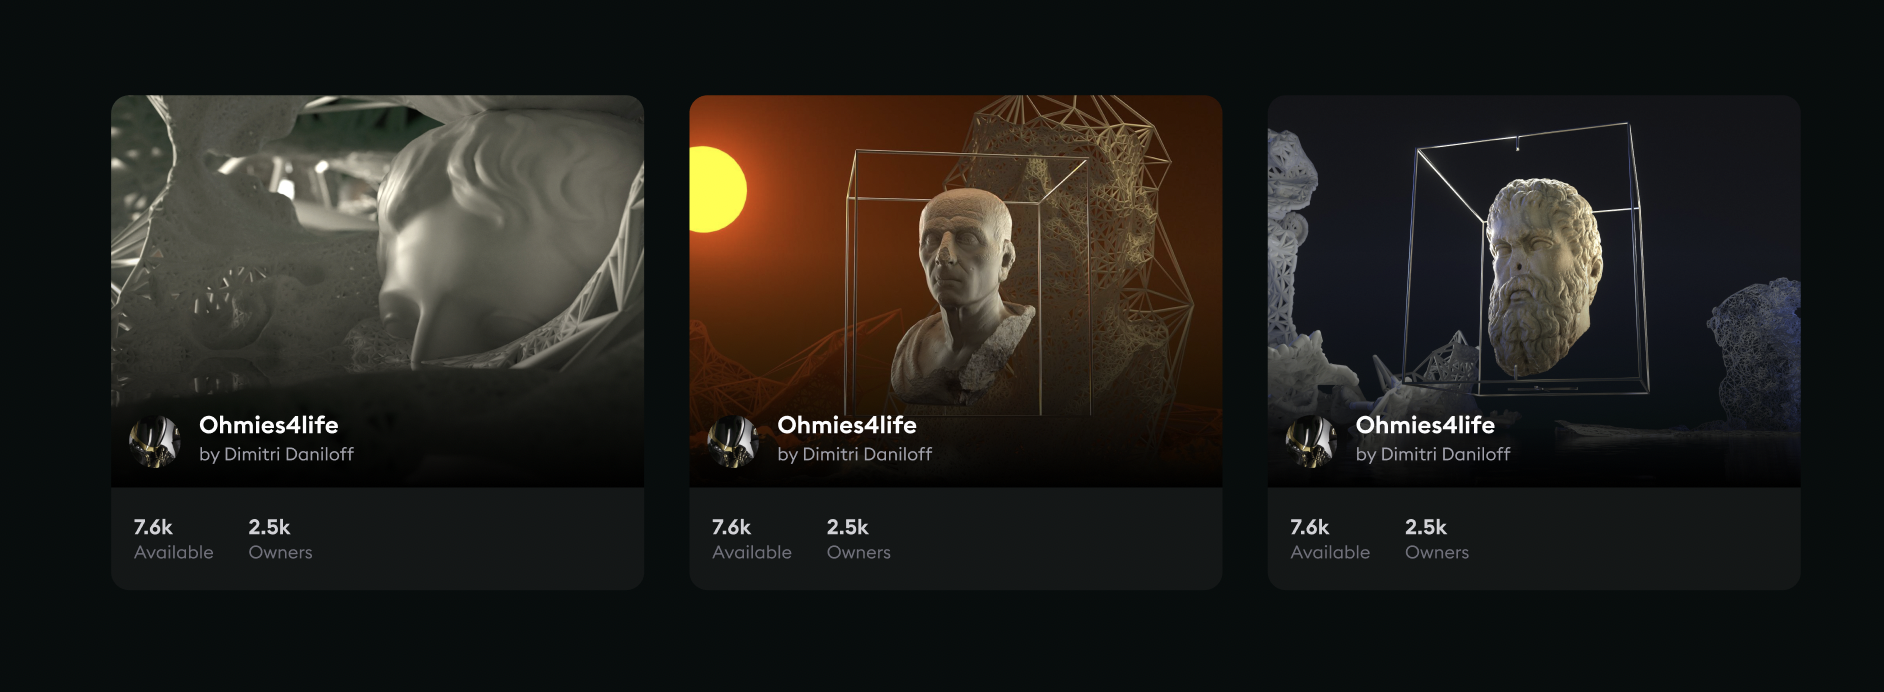 Ohmies4life
by Dimitri Daniloff
7.6k
Available
2.5k
Owners
Ohmies4life
by Dimitri Daniloff
7.6k
Available
2.5k
Owners
Ohmies4life
by Dimitri Daniloff
7.6k
Available
2.5k
Owners